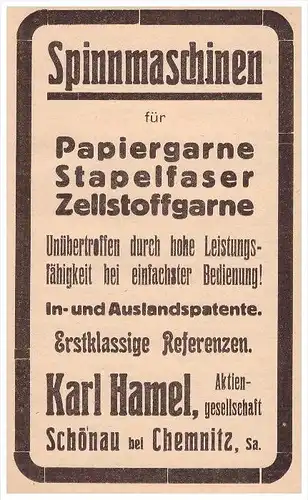 Spinnmaschinen
für
Papiergarne
Stapelfaser
Zellstoffgarne
Unübertroffen durch hohe Leistungs-
fähigkeit bei einfachster Bedienung!
In- und Auslandspatente.
Erstklassige Referenzen.
Karl Hamel, Aktien-
gesellschaft
Schönau bei Chemnitz, Sa.